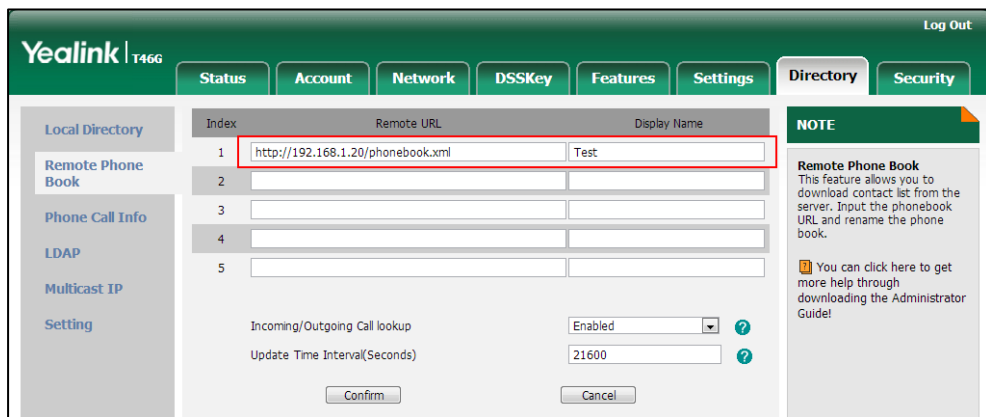 Log Out
Yealink | T46G
Status Account Network DSSKey Features Settings Directory Security
Local Directory
Remote Phone
Book
Phone Call Info
LDAP
Multicast IP
Setting
Index Remote URL Display Name
1 http://192.168.1.20/phonebook.xml Test
2
3
4
5
Incoming/Outgoing Call lookup Enabled ?
Update Time Interval(Seconds) 21600 ?
Confirm Cancel
NOTE
Remote Phone Book
This feature allows you to
download contact list from the
server. Input the phonebook
URL and rename the phone
book.
? You can click here to get
more help through
downloading the Administrator
Guide!